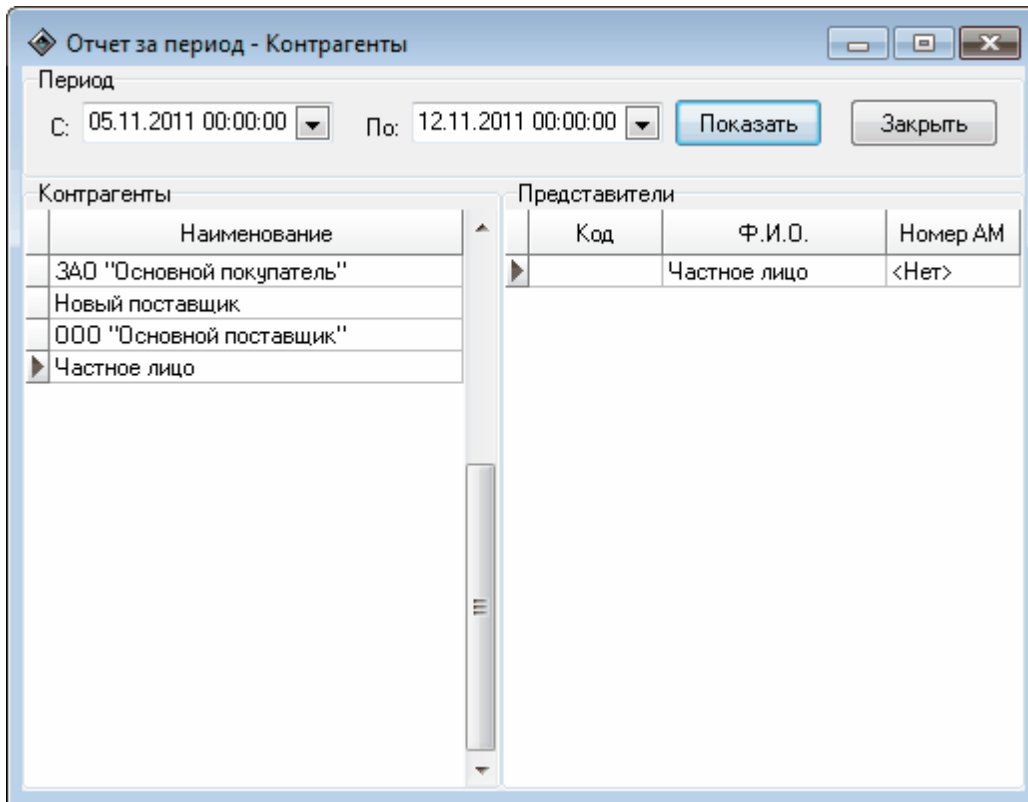 Отчет за период - Контрагенты
Период
С: 05.11.2011 00:00:00 По: 12.11.2011 00:00:00 Показать Закрыть
Контрагенты Представители
Наименование Код Ф.И.О. Номер АМ
ЗАО "Основной покупатель" Частное лицо <Нет>
Новый поставщик
ООО "Основной поставщик"
Частное лицо